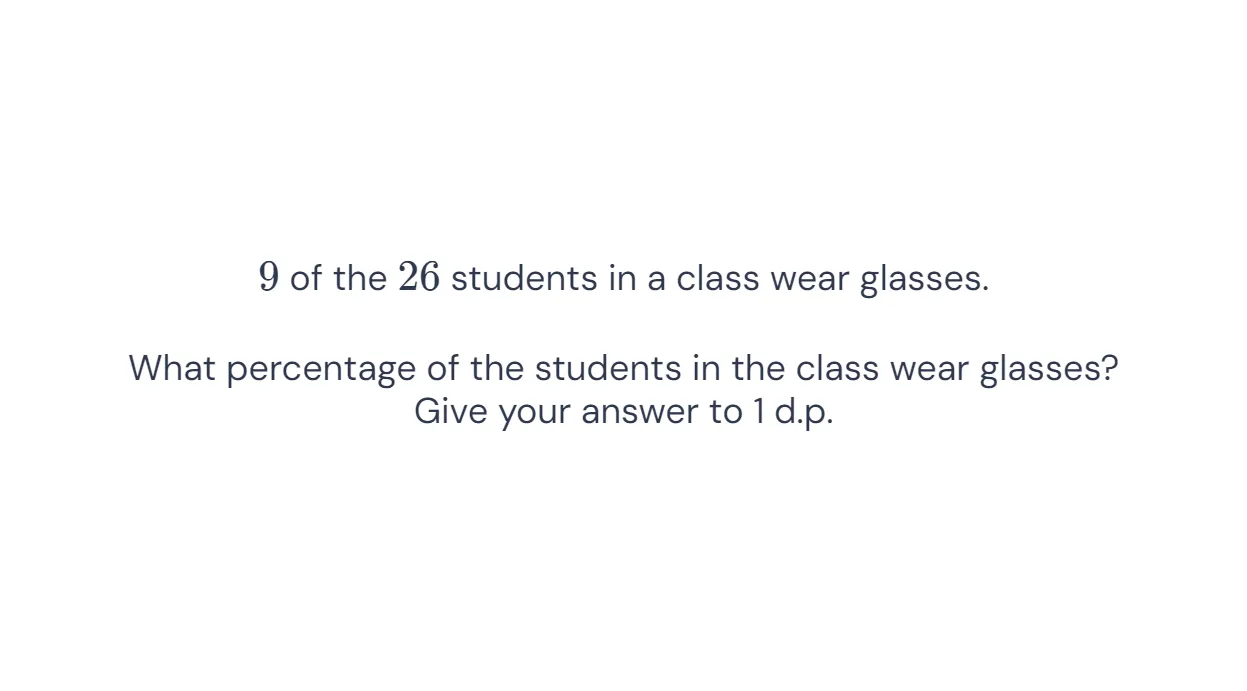 9 of the 26 students in a class wear glasses.
What percentage of the students in the class wear glasses?
Give your answer to 1 d.p.